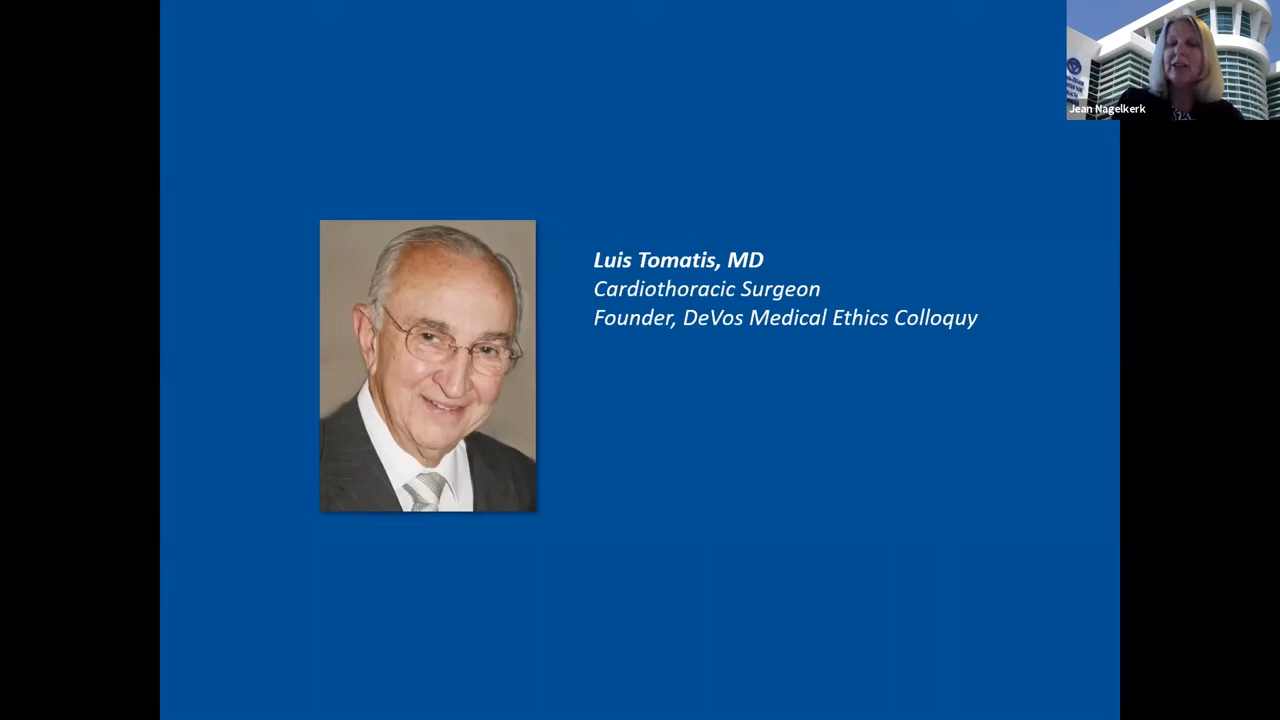 Luis Tomatis, MD
Cardiothoracic Surgeon
Founder, DeVos Medical Ethics Colloquy
Jean Nagelkerk